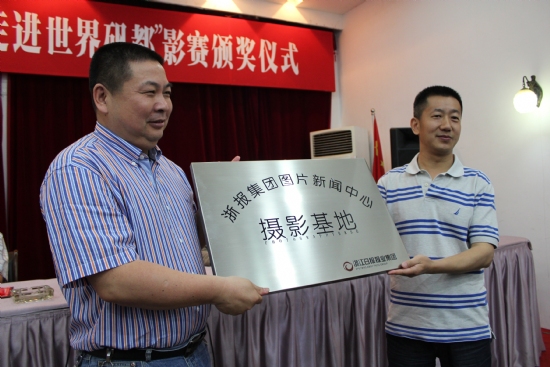 走进世界砚都"影赛颁奖仪式
浙报集团图片新闻中心
摄影基地
浙江日报报业集团